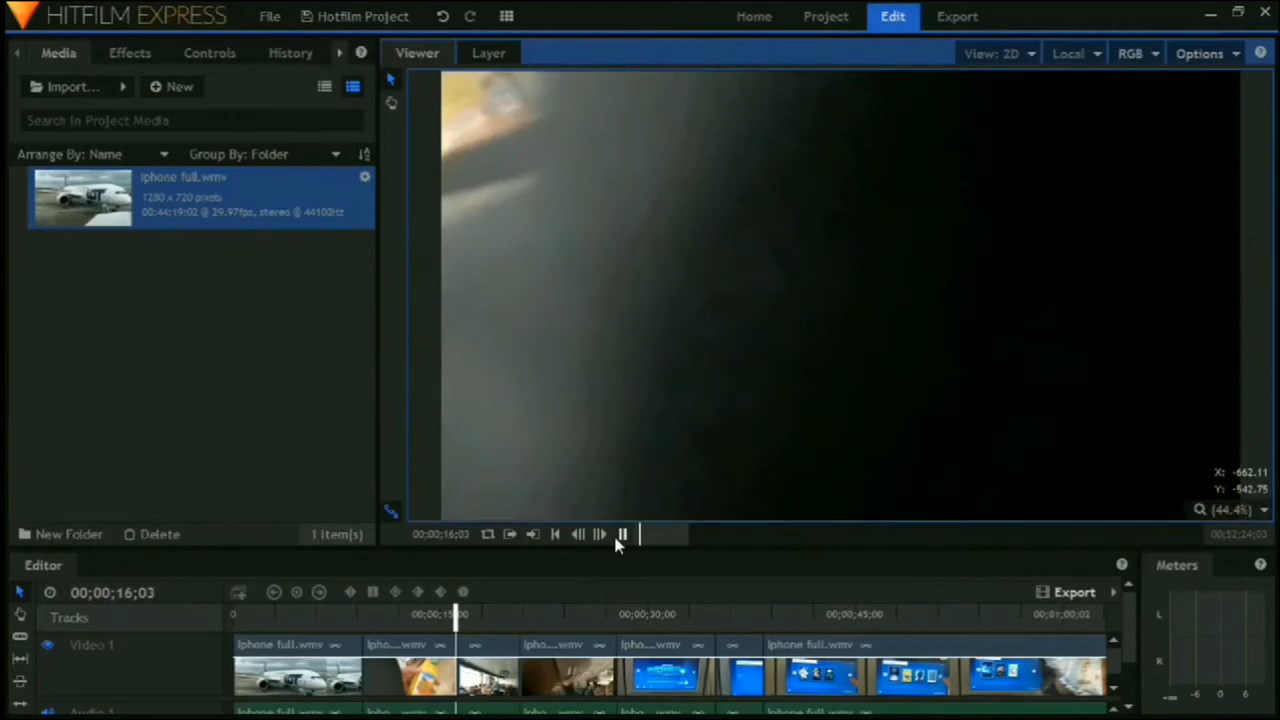 HITFILM EXPRESS File Hotfilm Project Home Project Edit Export
Media Effects Controls History Viewer Layer View: 2D Local RGB Options
Import... New
Search In Project Media
Arrange By: Name Group By: Folder
Iphone full.wmv
1280 x 720 pixels
00:44:19:02 @ 29.97fps, stereo @ 44100Hz
X: -662.11
Y: -542.75
(44.4%)
New Folder Delete 1 item(s) 00;00;16;03 00;52;24;03
Editor Meters
00;00;16;03 Export
Tracks 0 00;00;15;00 00;00;30;00 00;00;45;00 00;01;00;02 L
Video 1 Iphone full.wmv Ipho....wmv Ipho....wmv Ipho....wmv Iphone full.wmv
R
-∞ -6 0 6
Audio 1 Iphone full.wmv Ipho....wmv Ipho....wmv Ipho....wmv Iphone full.wmv